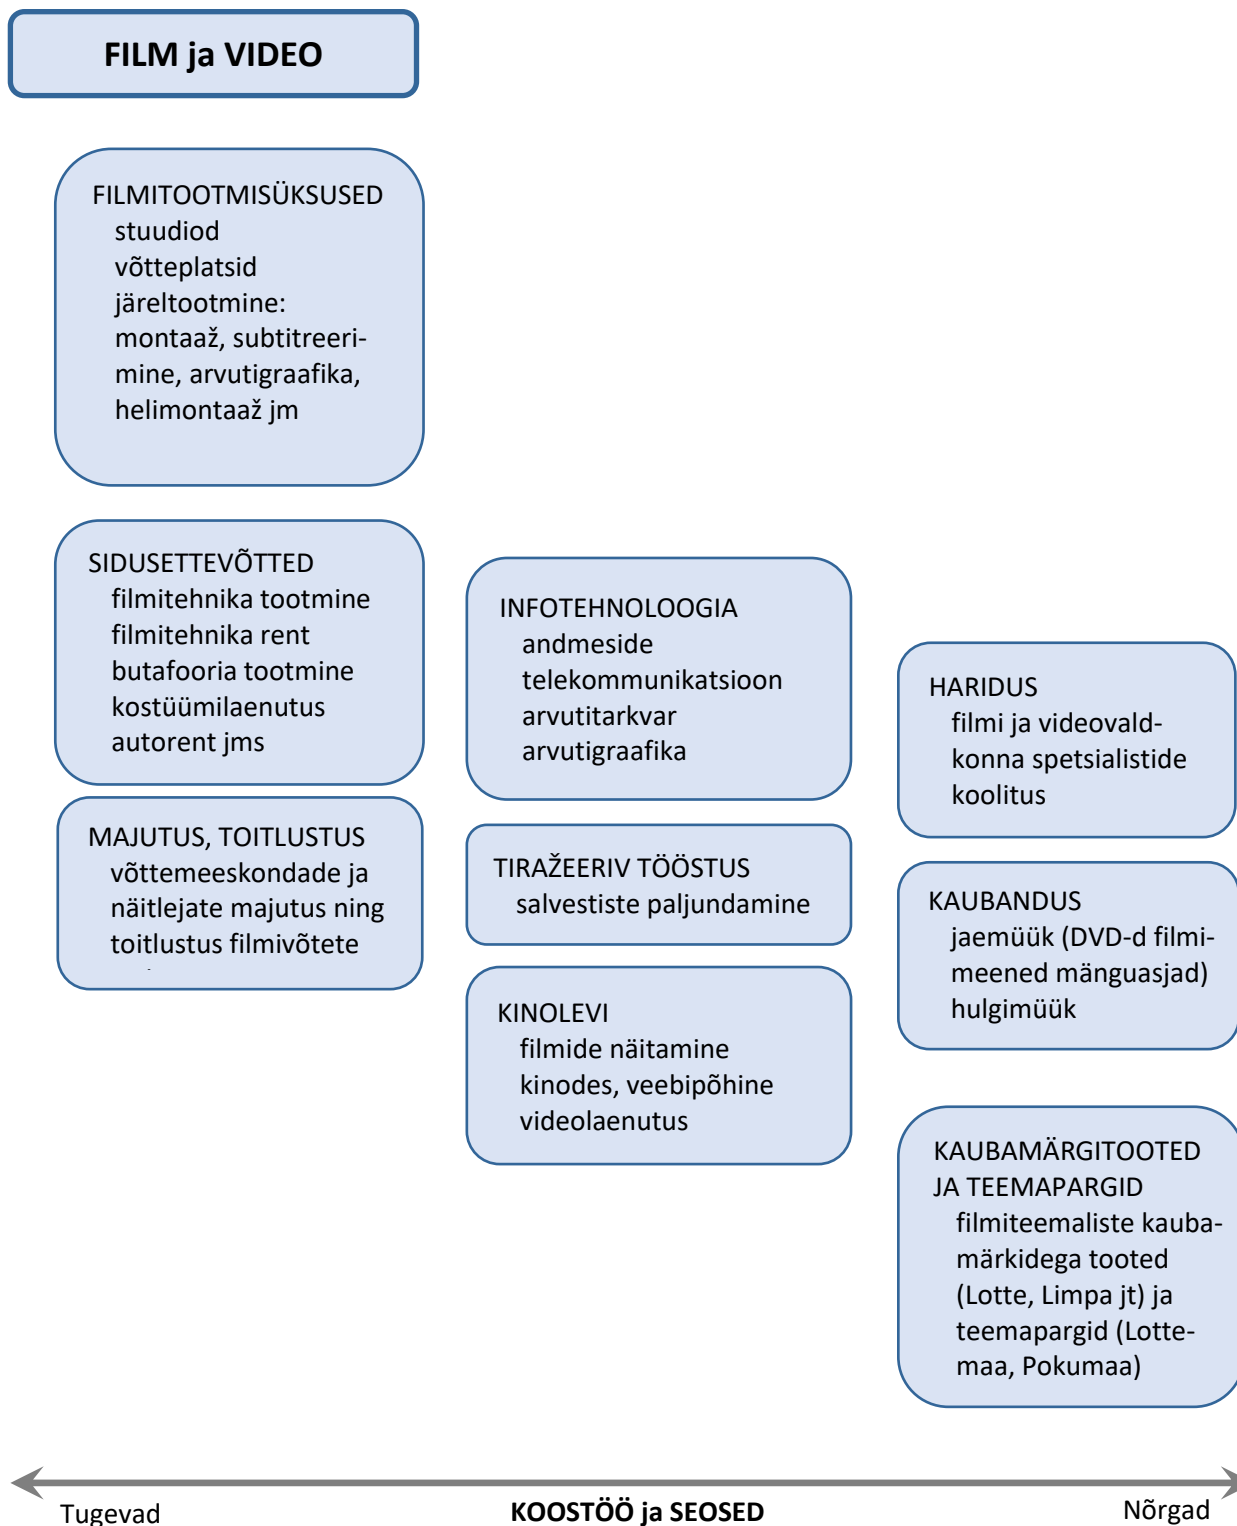 FILM ja VIDEO
FILMITOOTMISÜKSUSED
stuudiod
võtteplatsid
järeltootmine:
montaaž, subtitreeri-
mine, arvutigraafika,
helimontaaž jm
SIDUSETTEVÕTTED
filmitehnika tootmine
filmitehnika rent
butafooria tootmine
kostüümilaenutus
autorent jms
MAJUTUS, TOITLUSTUS
võttemeeskondade ja
näitlejate majutus ning
toitlustus filmivõtete
INFOTEHNOLOOGIA
andmeside
telekommunikatsioon
arvutitarkvar
arvutigraafika
TIRAŽEERIV TÖÖSTUS
salvestiste paljundamine
KINOLEVI
filmide näitamine
kinodes, veebipõhine
videolaenutus
HARIDUS
filmi ja videovald-
konna spetsialistide
koolitus
KAUBANDUS
jaemüük (DVD-d filmi-
meened mänguasjad)
hulgimüük
KAUBAMÄRGITOOTED
JA TEEMAPARGID
filmiteemaliste kauba-
märkidega tooted
(Lotte, Limpa jt) ja
teemapargid (Lotte-
maa, Pokumaa)
Tugevad
KOOSTÖÖ ja SEOSED
Nõrgad